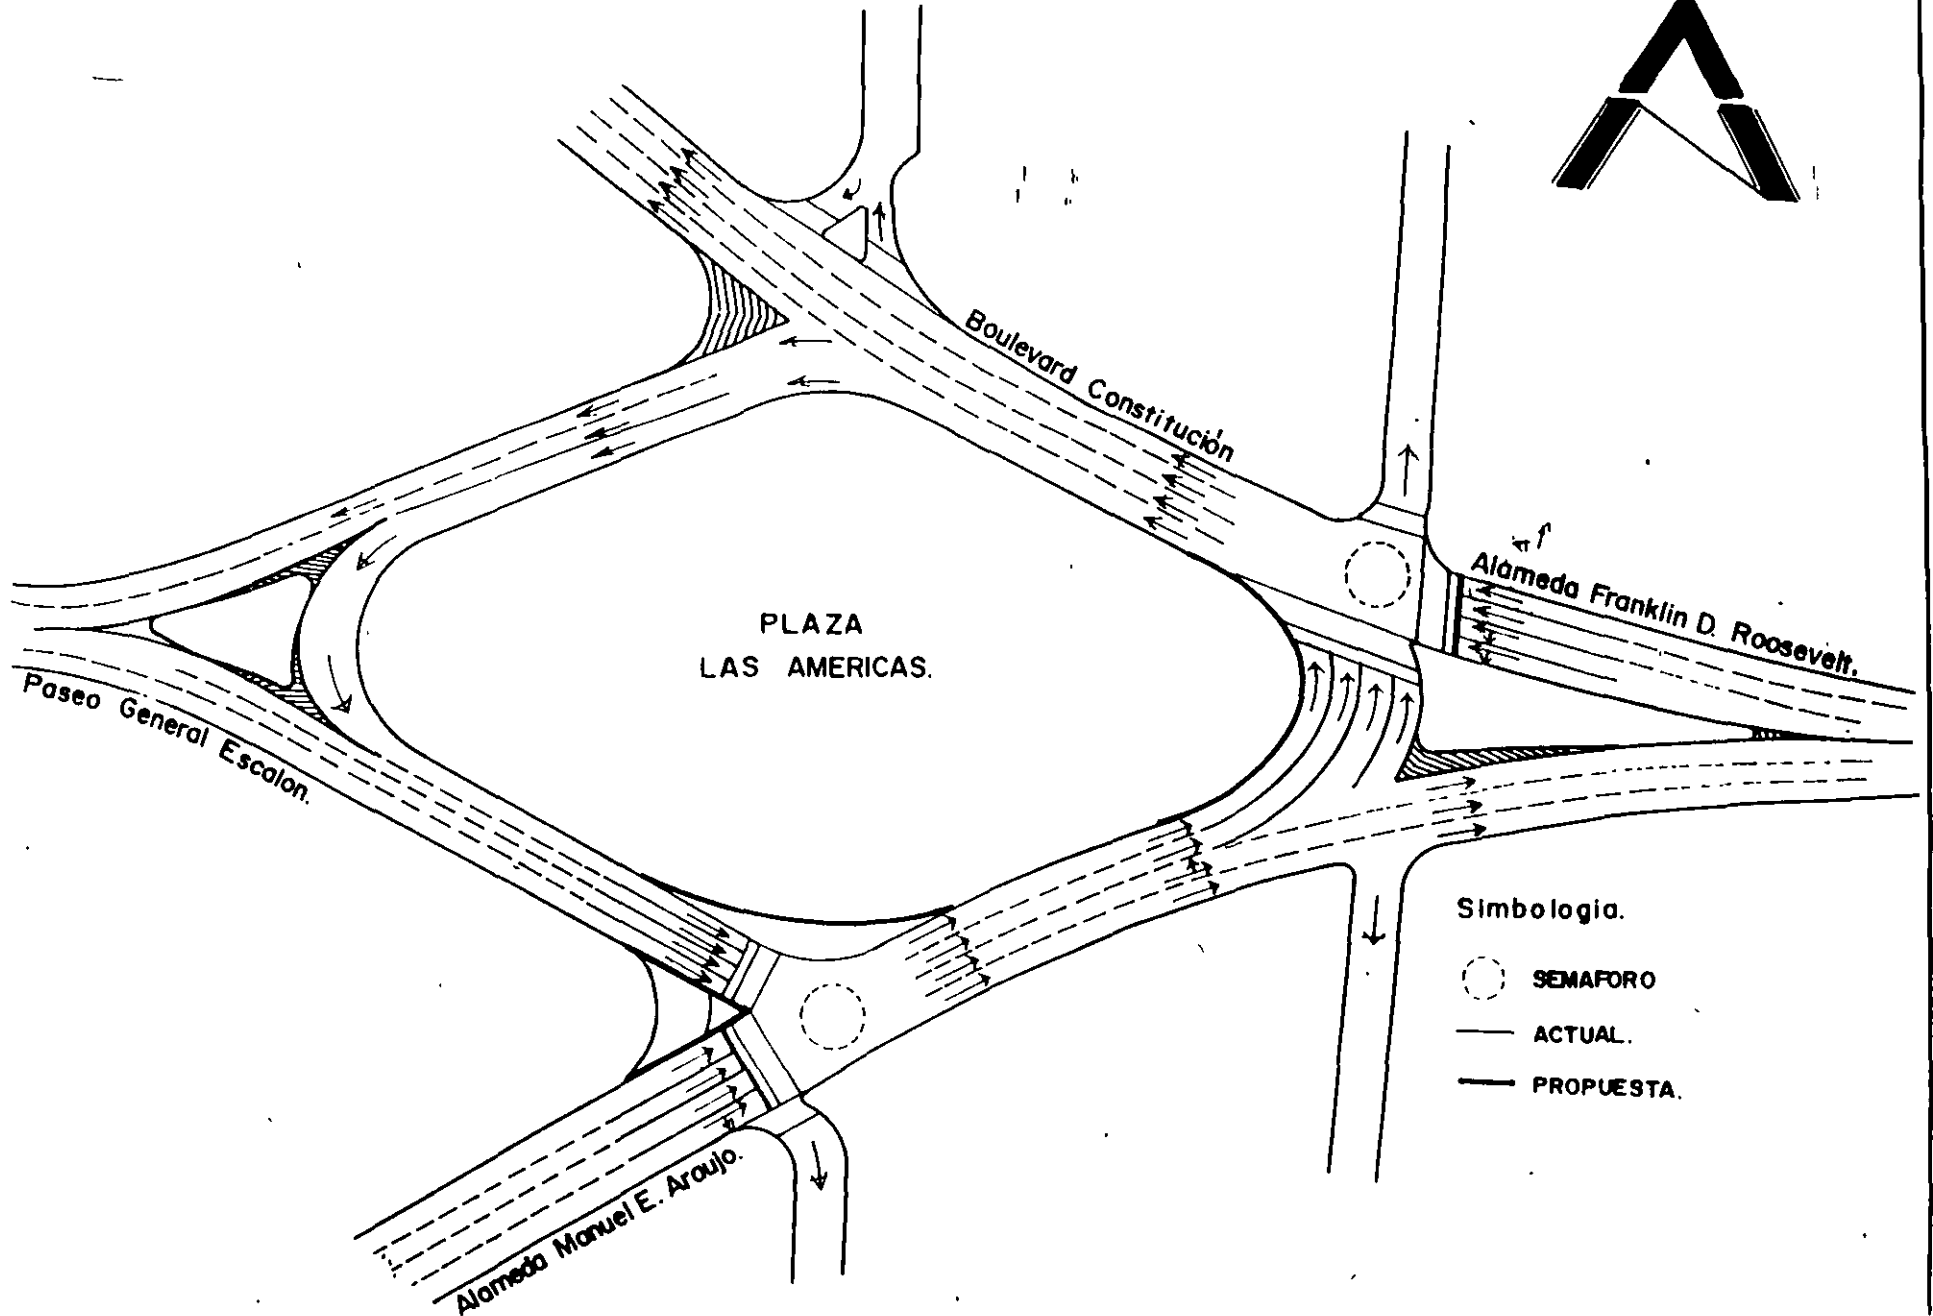 Boulevard Constitución
Alameda Franklin D. Roosevelt.
PLAZA
LAS AMERICAS.
Paseo General Escalon.
Alameda Manuel E. Araujo.
Simbologia.
SEMAFORO
ACTUAL.
PROPUESTA.